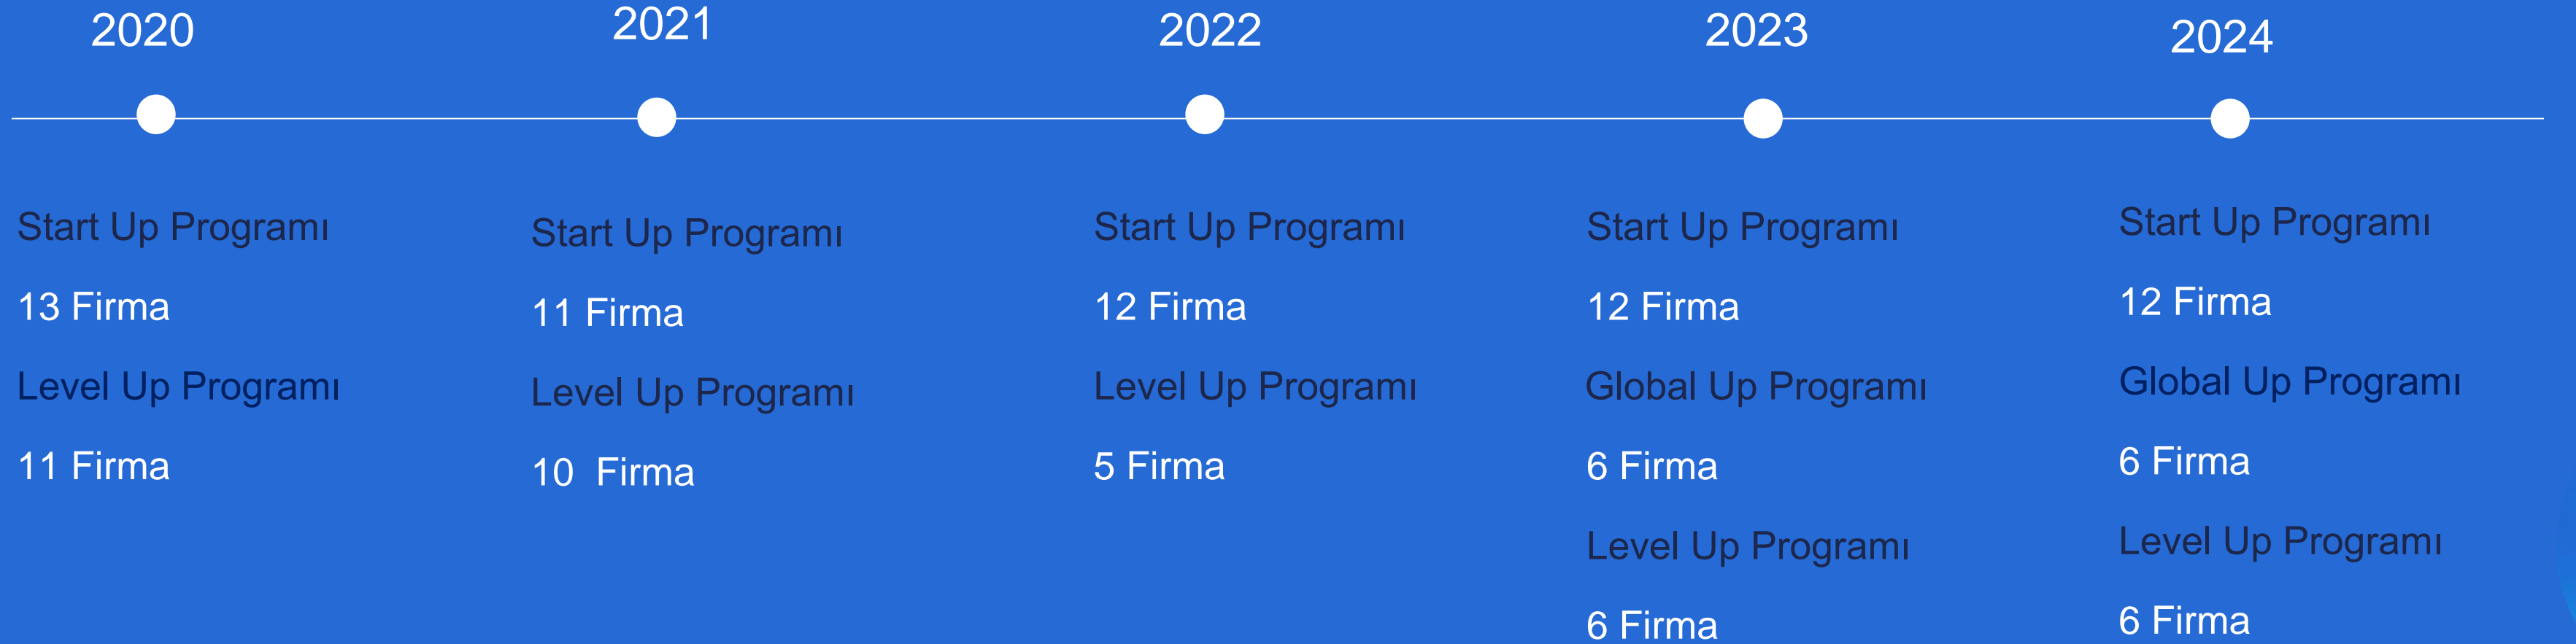 2020
Start Up Programı
13 Firma
Level Up Programı
11 Firma
2021
Start Up Programı
11 Firma
Level Up Programı
10  Firma
2022
Start Up Programı
12 Firma
Level Up Programı
5 Firma
2023
Start Up Programı
12 Firma
Global Up Programı
6 Firma
Level Up Programı
6 Firma
2024
Start Up Programı
12 Firma
Global Up Programı
6 Firma
Level Up Programı
6 Firma